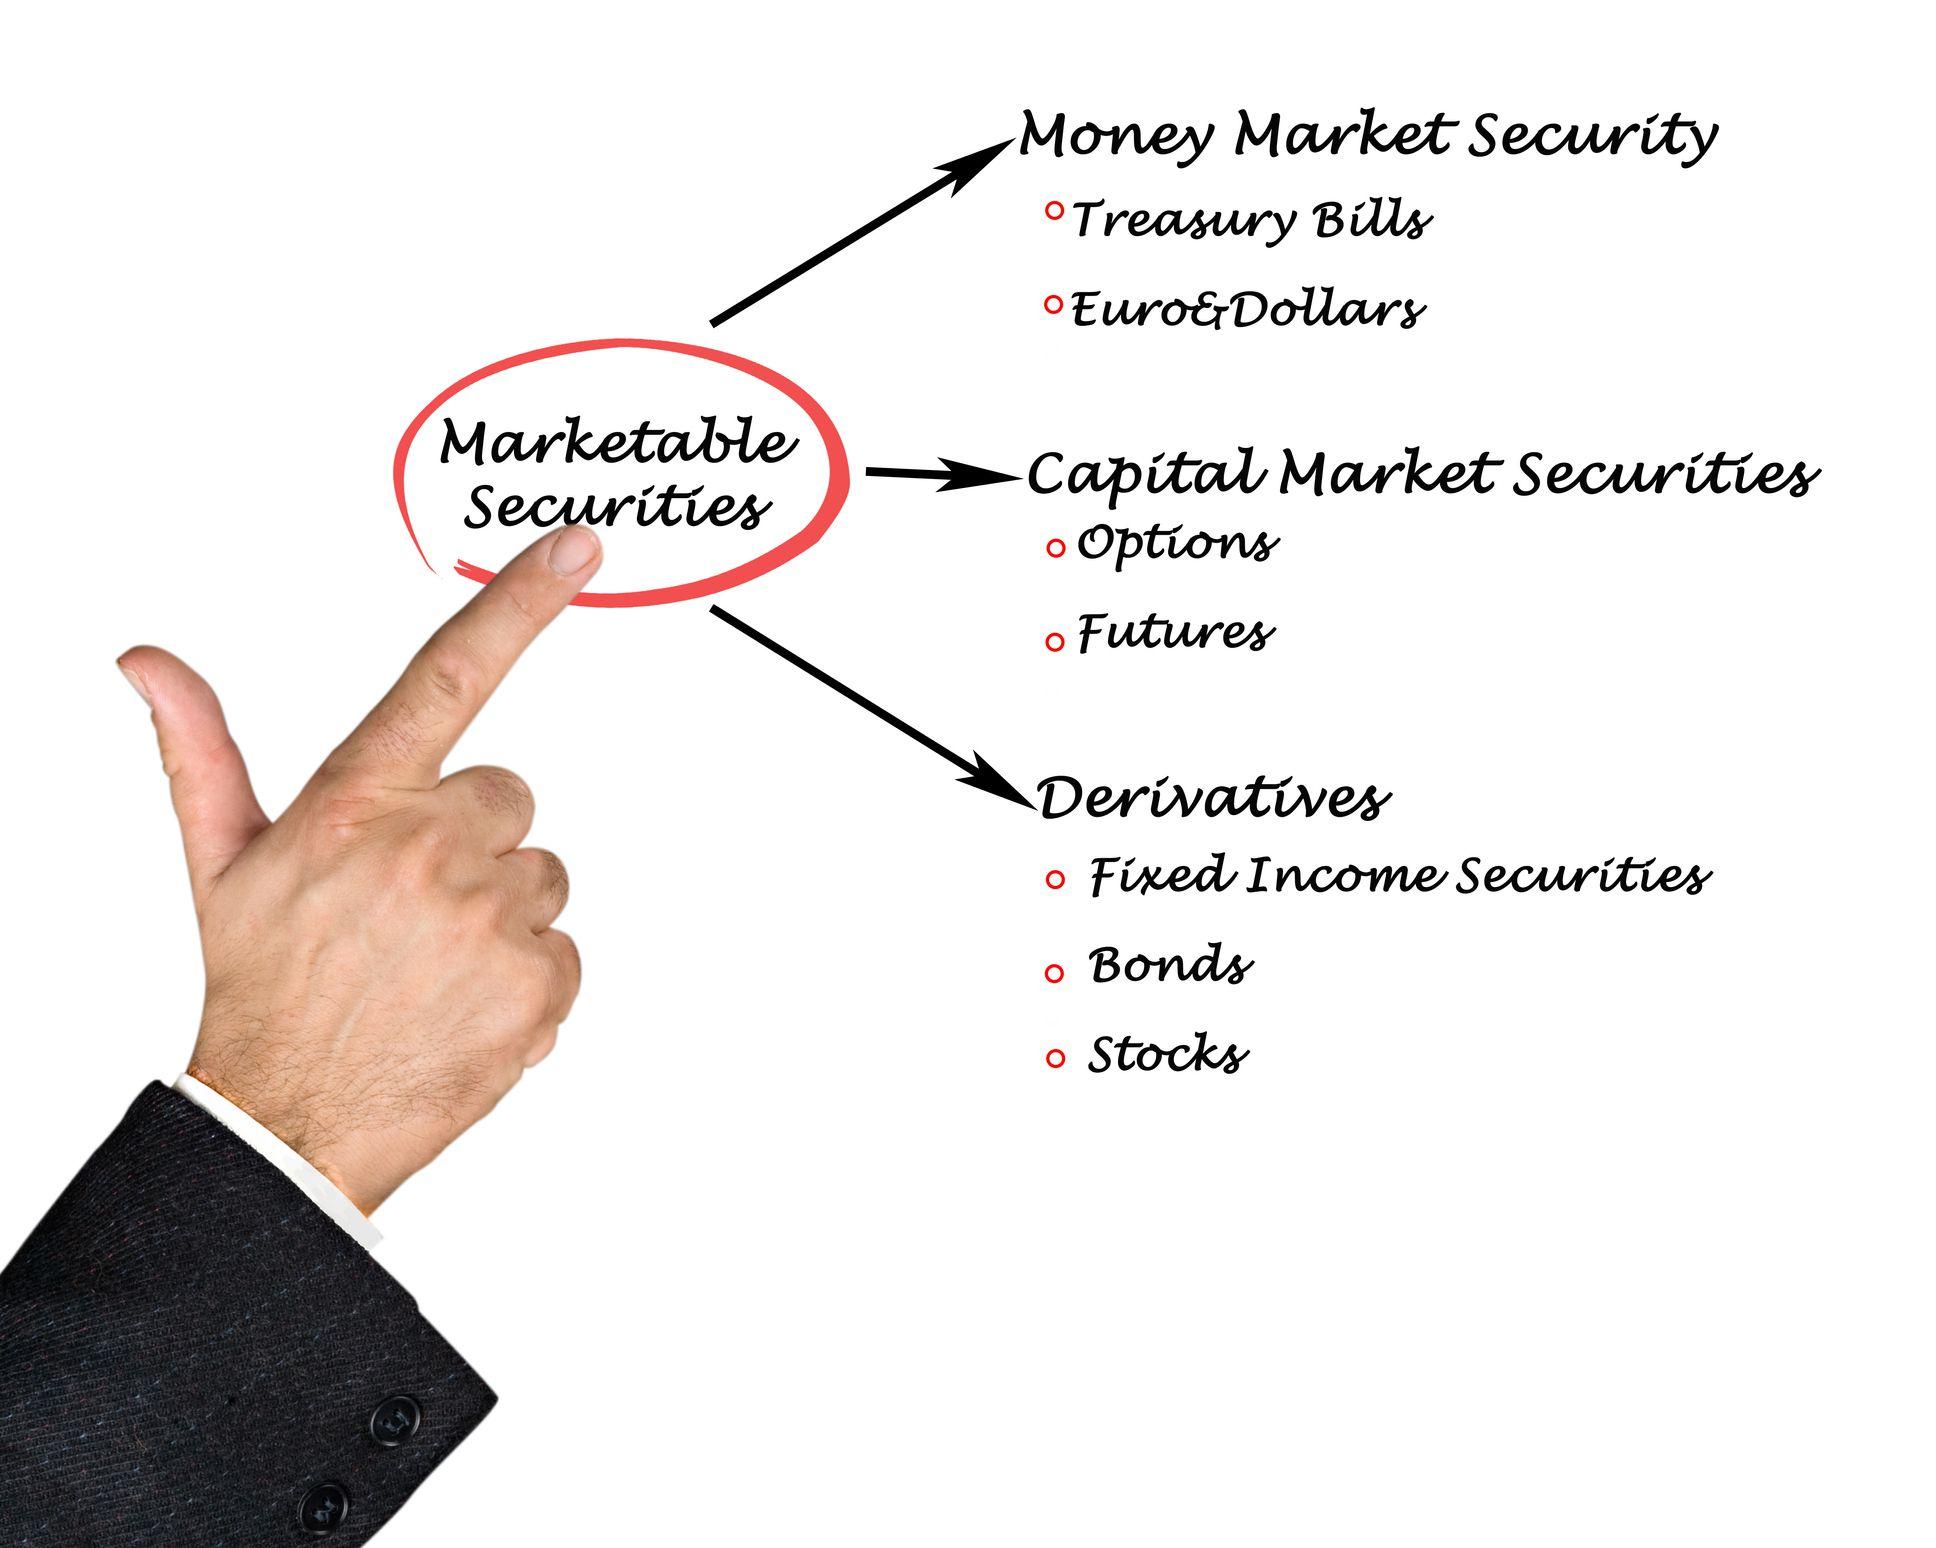 Money Market Security
Treasury Bills
Euro&Dollars
Marketable
Securities
Capital Market Securities
Options
Futures
Derivatives
Fixed Income Securities
Bonds
Stocks